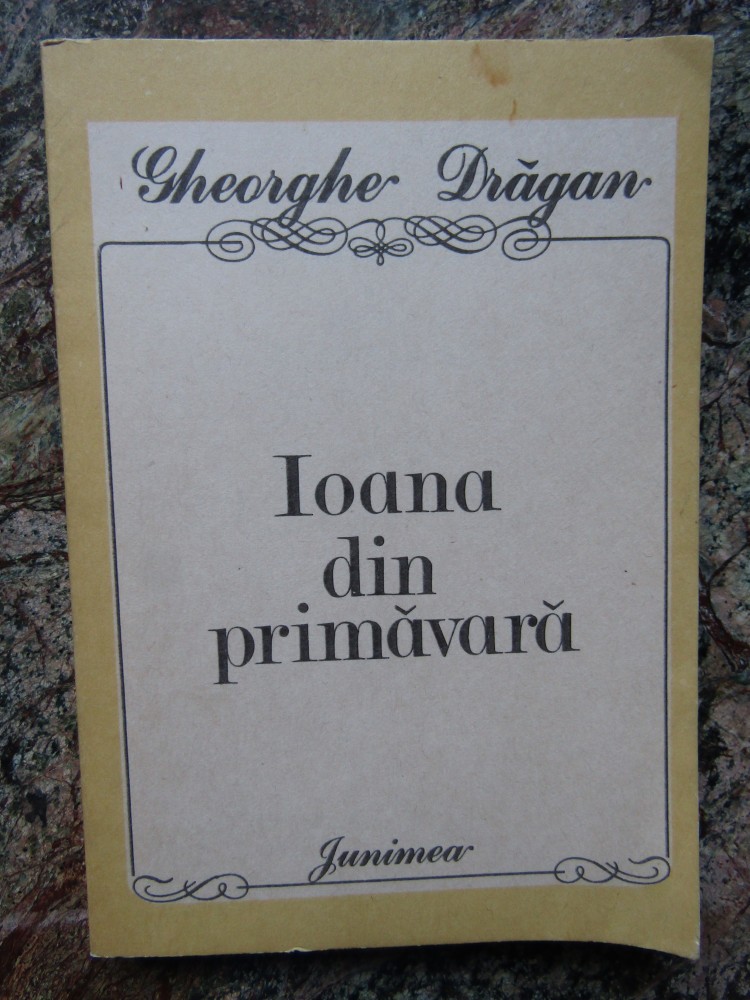 Gheorghe Drăgan
Ioana
din
primăvară
Junimea